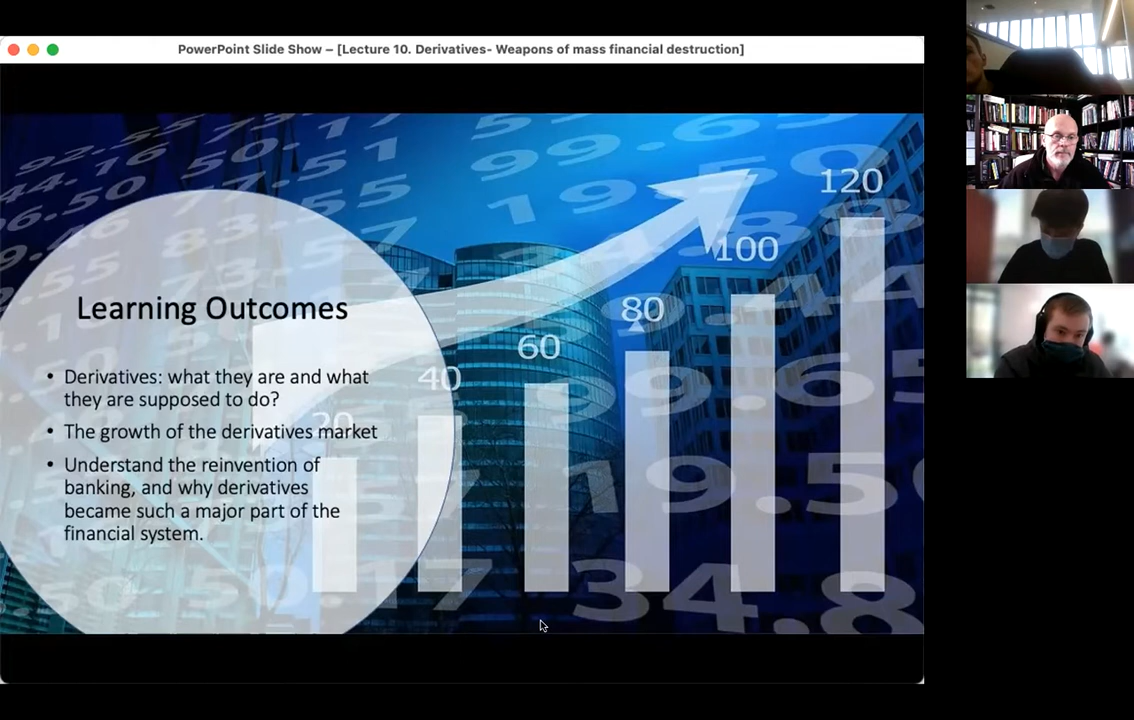 PowerPoint Slide Show – [Lecture 10. Derivatives- Weapons of mass financial destruction]
Learning Outcomes
• Derivatives: what they are and what
they are supposed to do?
• The growth of the derivatives market
• Understand the reinvention of
banking, and why derivatives
became such a major part of the
financial system.
20
40
60
80
100
120